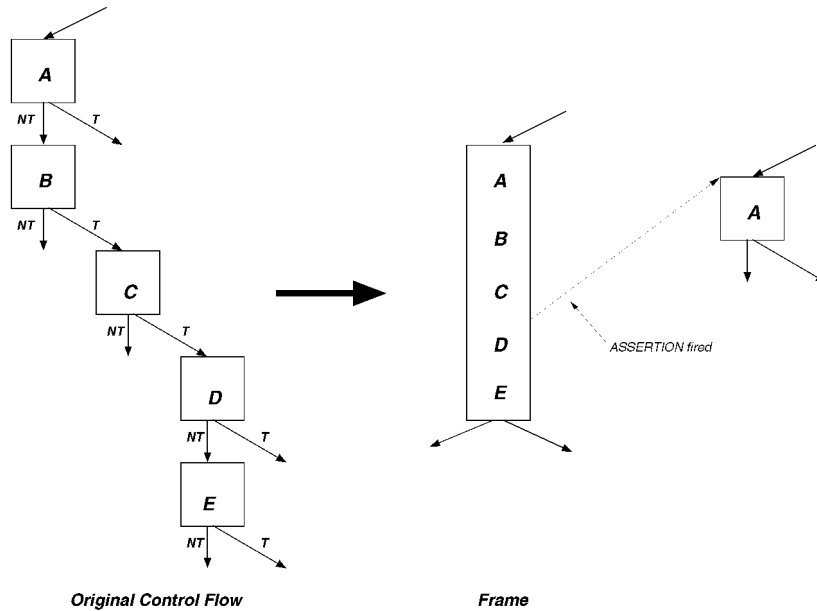 A
NT T
B
NT T
C
NT T
D
NT T
E
NT T
Original Control Flow
A
B
C
D
E
Frame
ASSERTION fired
A